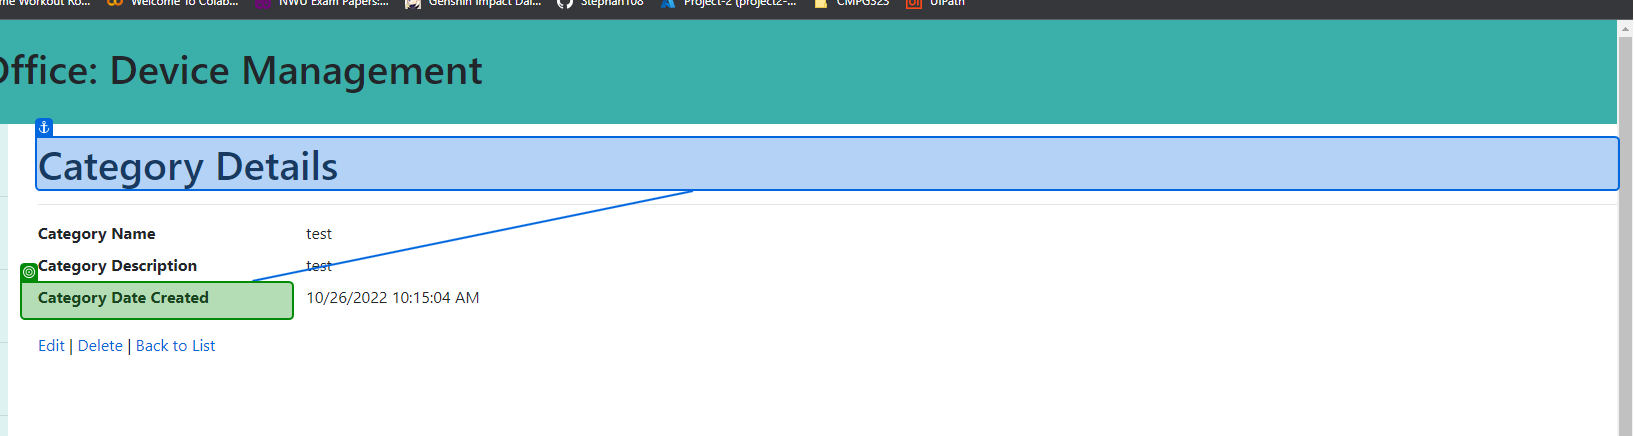 me Workout Ro... Welcome To Colab... NWU Exam Papers:... Genshin Impact Dai... Stephan108 Project-2 (project2-... CMPG323 UiPath
Office: Device Management
Category Details
Category Name test
Category Description test
Category Date Created 10/26/2022 10:15:04 AM
Edit | Delete | Back to List